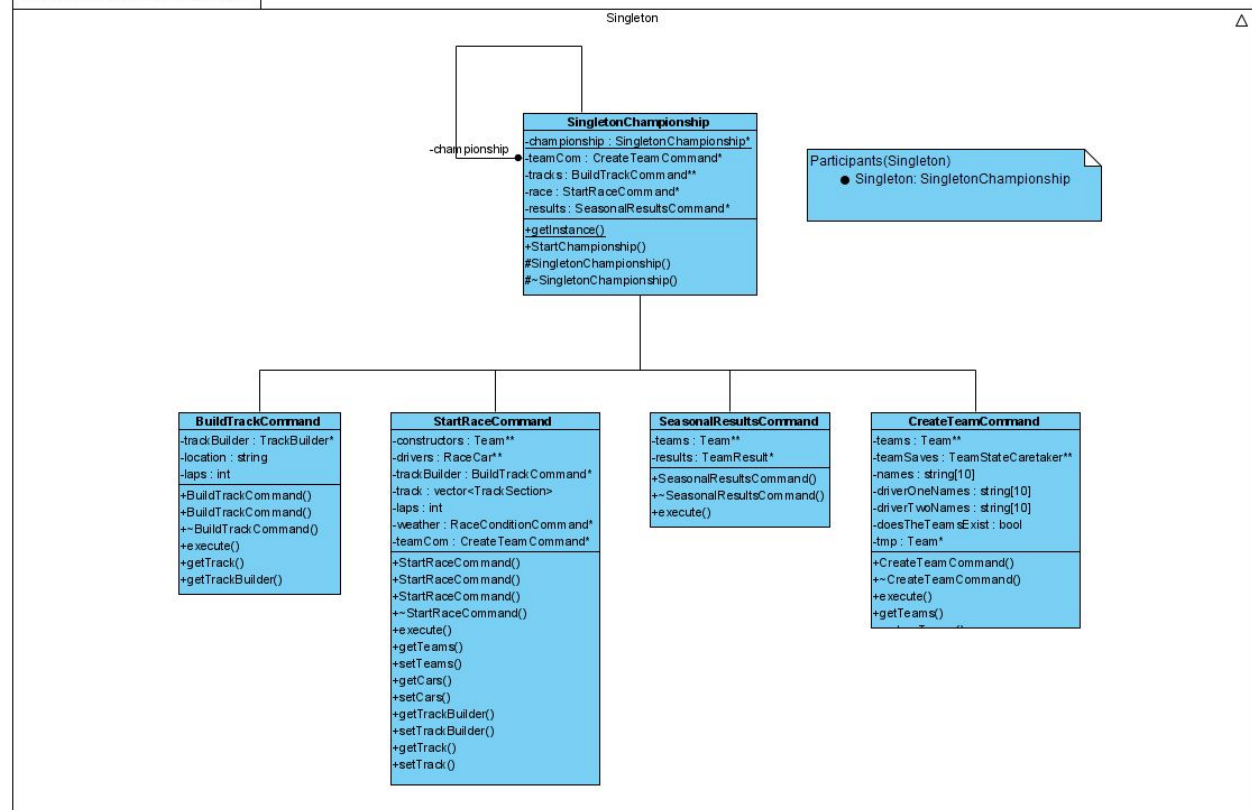 Singleton
SingletonChampionship
-championship : SingletonChampionship*
-teamCom : CreateTeamCommand*
-tracks : BuildTrackCommand**
-race : StartRaceCommand*
-results : SeasonalResultsCommand*
+getInstance()
+StartChampionship()
#SingletonChampionship()
#~SingletonChampionship()
-championship
Participants(Singleton)
● Singleton: SingletonChampionship
BuildTrackCommand
-trackBuilder : TrackBuilder*
-location : string
-laps : int
+BuildTrackCommand()
+BuildTrackCommand()
+~BuildTrackCommand()
+execute()
+getTrack()
+getTrackBuilder()
StartRaceCommand
-constructors : Team**
-drivers : RaceCar**
-trackBuilder : BuildTrackCommand*
-track : vector<TrackSection>
-laps : int
-weather : RaceConditionCommand*
-teamCom : CreateTeamCommand*
+StartRaceCommand()
+StartRaceCommand()
+StartRaceCommand()
+~StartRaceCommand()
+execute()
+getTeams()
+setTeams()
+getCars()
+setCars()
+getTrackBuilder()
+setTrackBuilder()
+getTrack()
+setTrack()
SeasonalResultsCommand
-teams : Team**
-results : TeamResult*
+SeasonalResultsCommand()
+~SeasonalResultsCommand()
+execute()
CreateTeamCommand
-teams : Team**
-teamSaves : TeamStateCaretaker**
-names : string[10]
-driverOneNames : string[10]
-driverTwoNames : string[10]
-doesTheTeamsExist : bool
-tmp : Team*
+CreateTeamCommand()
+~CreateTeamCommand()
+execute()
+getTeams()